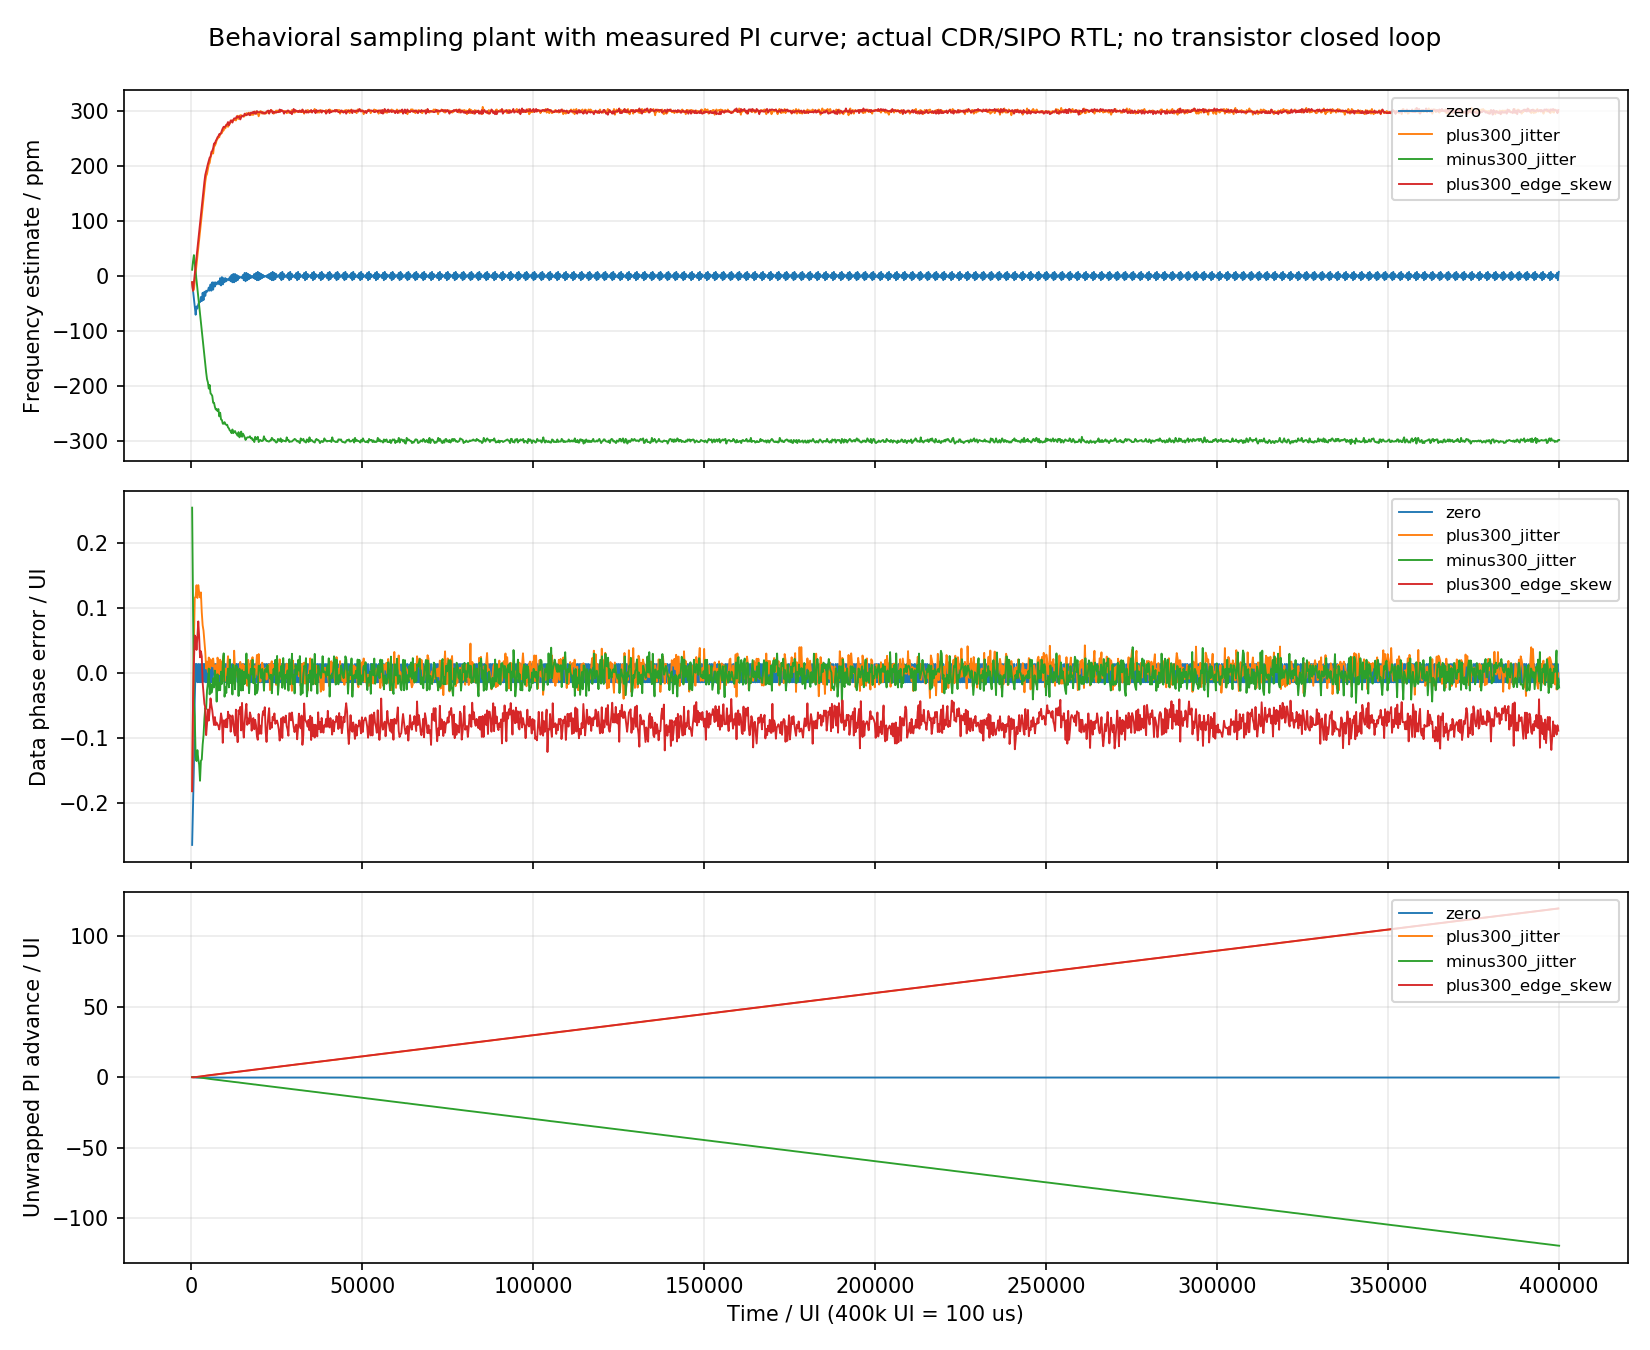 Behavioral sampling plant with measured PI curve; actual CDR/SIPO RTL; no transistor closed loop
Frequency estimate / ppm
300
200
100
0
−100
−200
−300
zero
plus300_jitter
minus300_jitter
plus300_edge_skew
Data phase error / UI
0.2
0.1
0.0
−0.1
−0.2
zero
plus300_jitter
minus300_jitter
plus300_edge_skew
Unwrapped PI advance / UI
100
50
0
−50
−100
zero
plus300_jitter
minus300_jitter
plus300_edge_skew
0 50000 100000 150000 200000 250000 300000 350000 400000
Time / UI (400k UI = 100 us)